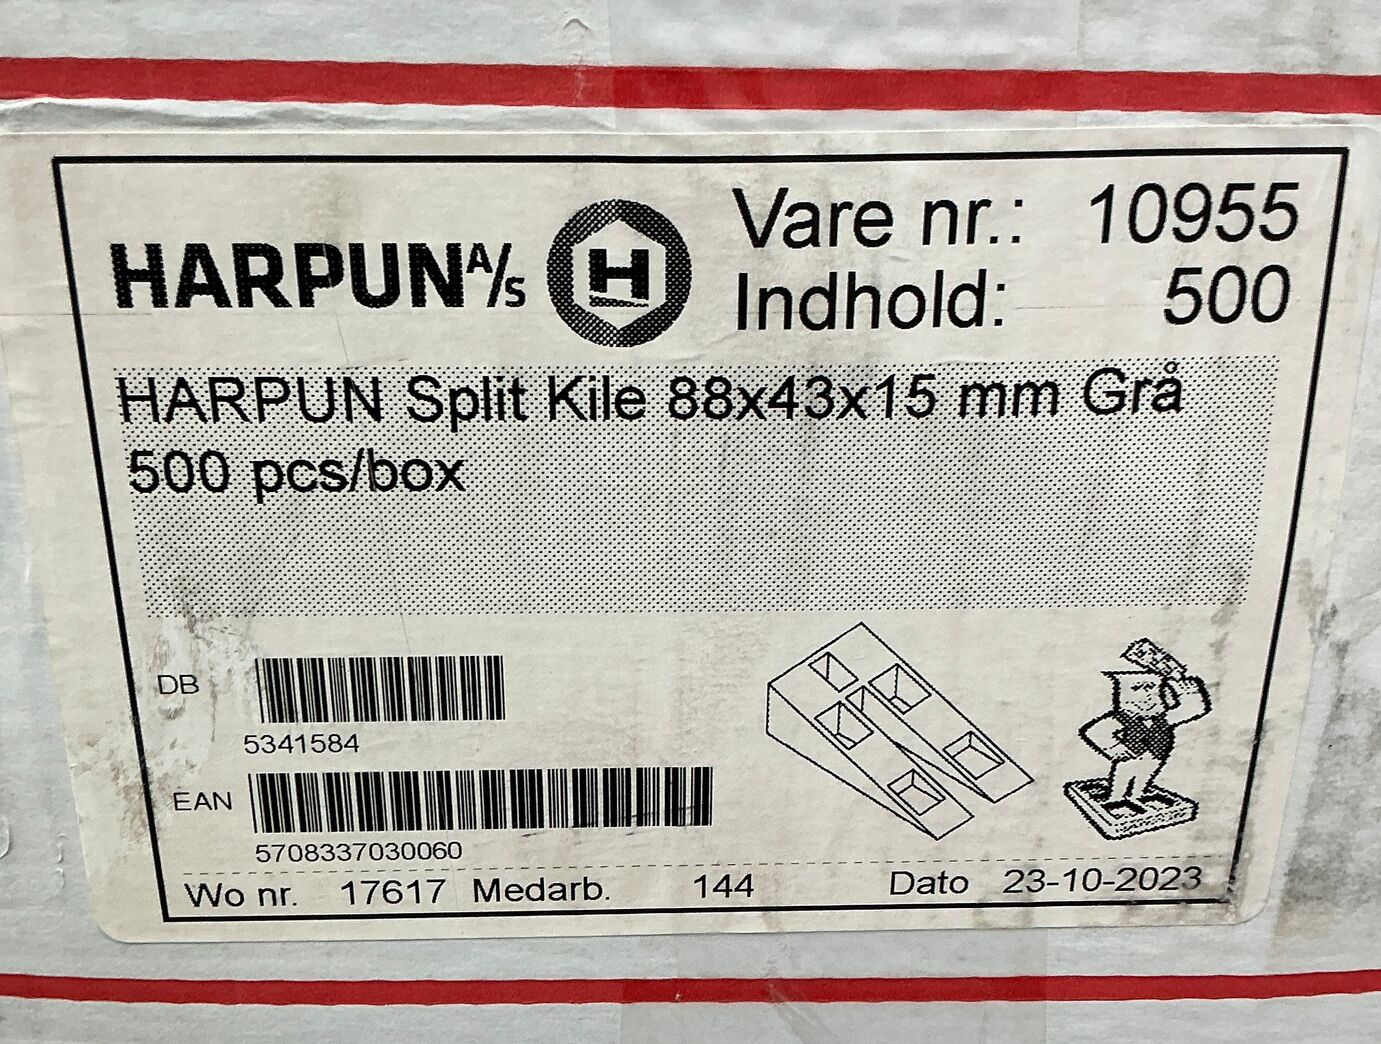 HARPUN A/S
H
Vare nr.: 10955
Indhold: 500
HARPUN Split Kile 88x43x15 mm Grå
500 pcs/box
DB
5341584
EAN
5708337030060
Wo nr. 17617 Medarb. 144 Dato 23-10-2023